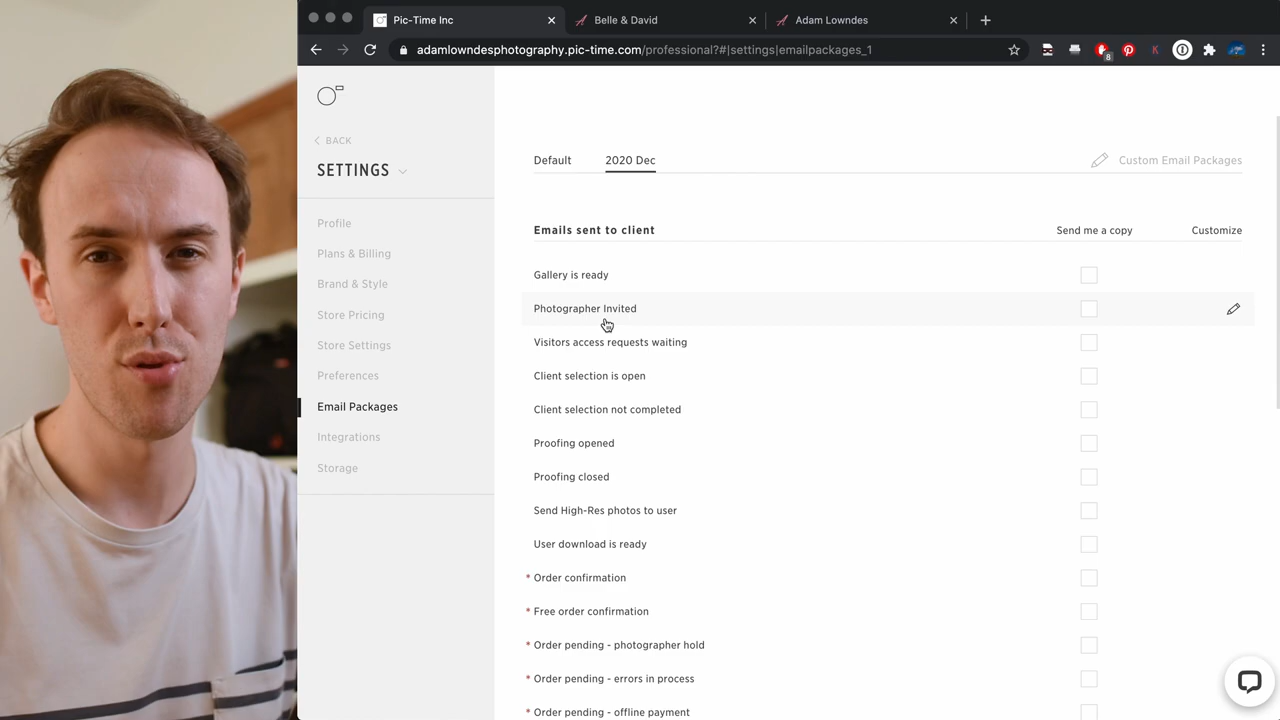 Pic-Time Inc
Belle & David
Adam Lowndes
adamlowndesphotography.pic-time.com/professional?#|settings|emailpackages_1
8
K
BACK
SETTINGS
Profile
Plans & Billing
Brand & Style
Store Pricing
Store Settings
Preferences
Email Packages
Integrations
Storage
Default 2020 Dec Custom Email Packages
Emails sent to client Send me a copy Customize
Gallery is ready
Photographer Invited
Visitors access requests waiting
Client selection is open
Client selection not completed
Proofing opened
Proofing closed
Send High-Res photos to user
User download is ready
* Order confirmation
* Free order confirmation
* Order pending - photographer hold
* Order pending - errors in process
* Order pending - offline payment